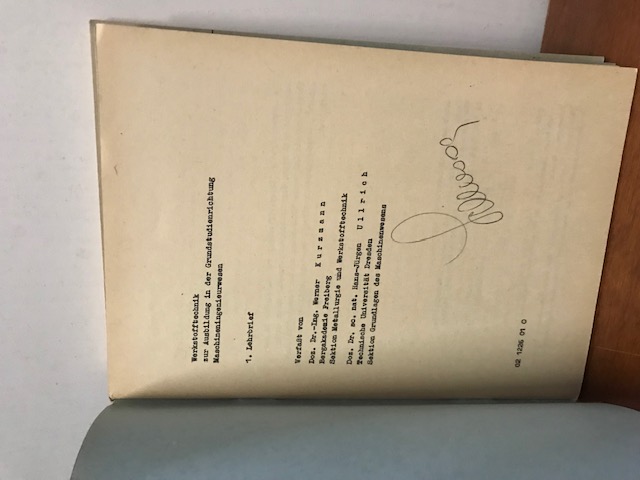 Werkstofftechnik
zur Ausbildung in der Grundstudienrichtung
Maschineningenieurwesen
1. Lehrbrief
Verfaßt von
Doz. Dr.-Ing. Werner Kurzmann
Bergakademie Freiberg
Sektion Metallurgie und Werkstofftechnik
Doz. Dr. sc. nat. Hans-Jürgen Ullrich
Technische Universität Dresden
Sektion Grundlagen des Maschinenwesens
02 1226 01 0